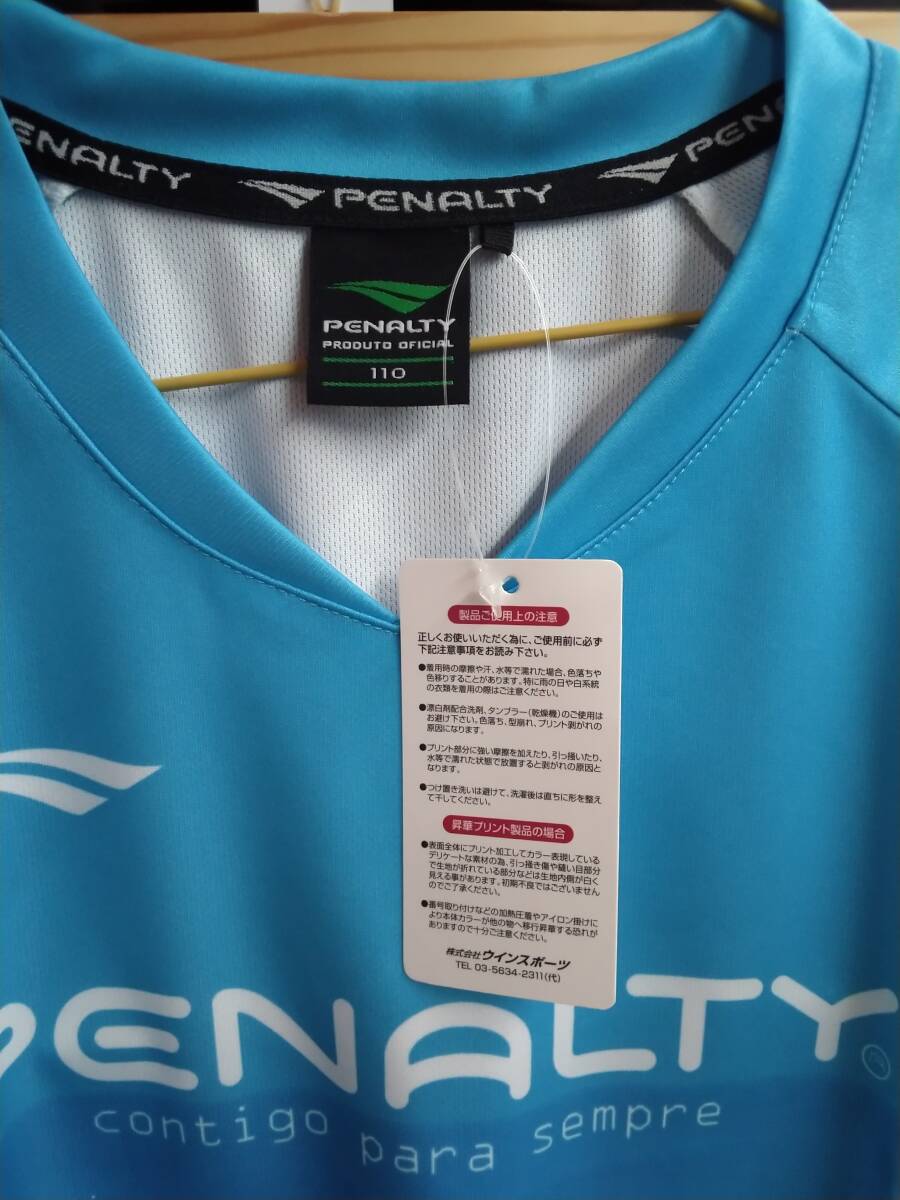 PENALTY
PENALTY
PENALTY
PRODUTO OFICIAL
110
製品ご使用上の注意
正しくお使いいただく為に、ご使用前に必ず
下記注意事項をお読み下さい。
●着用時の摩擦や汗、水等で濡れた場合、色落ちや
色移りすることがあります。特に雨の日や白系統
の衣類を着用の際はご注意ください。
●漂白剤配合洗剤、タンブラー(乾燥機)のご使用は
お避け下さい。色落ち、型崩れ、プリント剥がれの
原因になります。
●プリント部分に強い摩擦を加えたり、引っ掻いたり、
水等で濡れた状態で放置すると剥がれの原因と
なります。
●つけ置き洗いは避けて、洗濯後は直ちに形を整え
て干してください。
昇華プリント製品の場合
●表面全体にプリント加工してカラー表現している
デリケートな素材の為、引っ掻き傷や縫い目部分
で生地が折れている部分などは生地内側が白く
見える事があります。初期不良ではございません
のでご了承ください。
●番号取り付けなどの加熱圧着やアイロン掛けに
より本体カラーが他の物へ移行昇華する恐れが
ありますので十分ご注意ください。
株式会社ウインスポーツ
TEL 03-5634-2311(代)
PENALTY
contigo para sempre